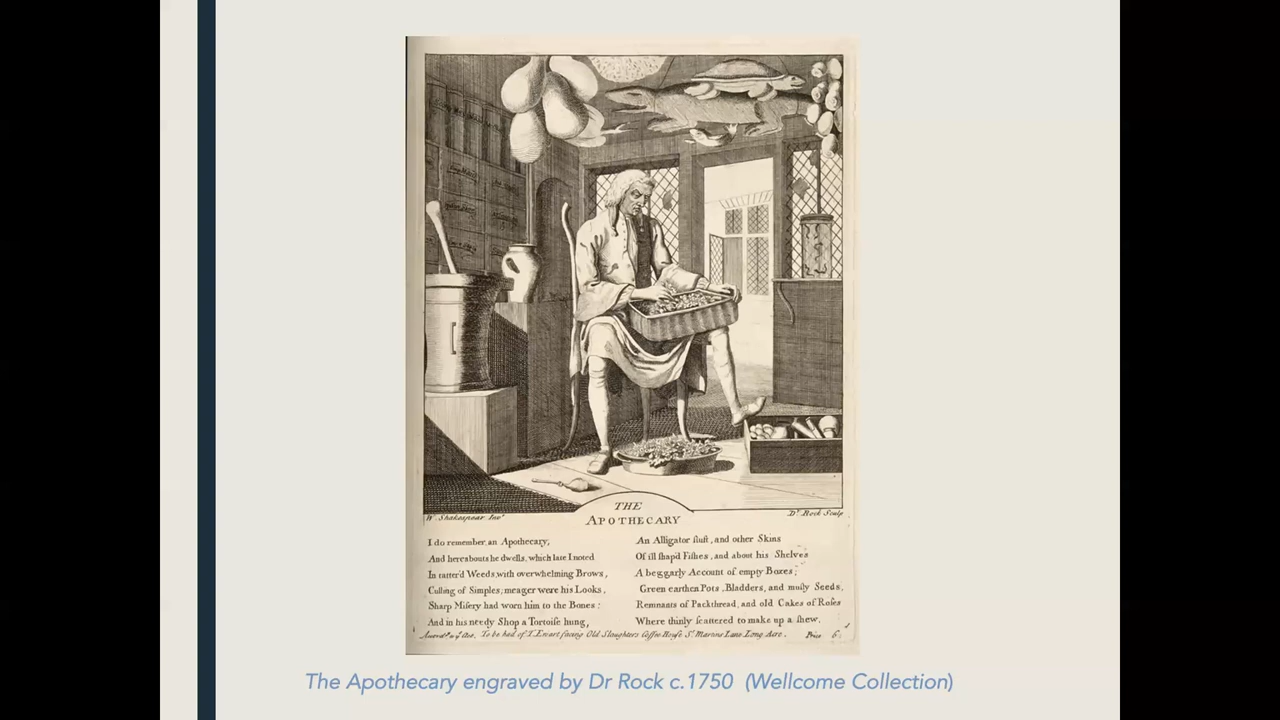 W. Shakespear Invt
Dr. Rock Sculp
THE
APOTHECARY
I do remember an Apothecary,
And hereabouts he dwells, which late I noted
In tatter'd Weeds, with overwhelming Brows,
Culling of Simples; meager were his Looks,
Sharp Misery had worn him to the Bones:
And in his needy Shop a Tortoise hung,
An Alligator stuft, and other Skins
Of ill shap'd Fishes, and about his Shelves
A beggarly Account of empty Boxes;
Green earthen Pots, Bladders, and musty Seeds,
Remnants of Packthread, and old Cakes of Roses
Where thinly scattered to make up a shew.
To be had of T. Ewart facing Old Slaughters Coffee House St. Martins Lane Long Acre. Price 6
The Apothecary engraved by Dr Rock c.1750 (Wellcome Collection)